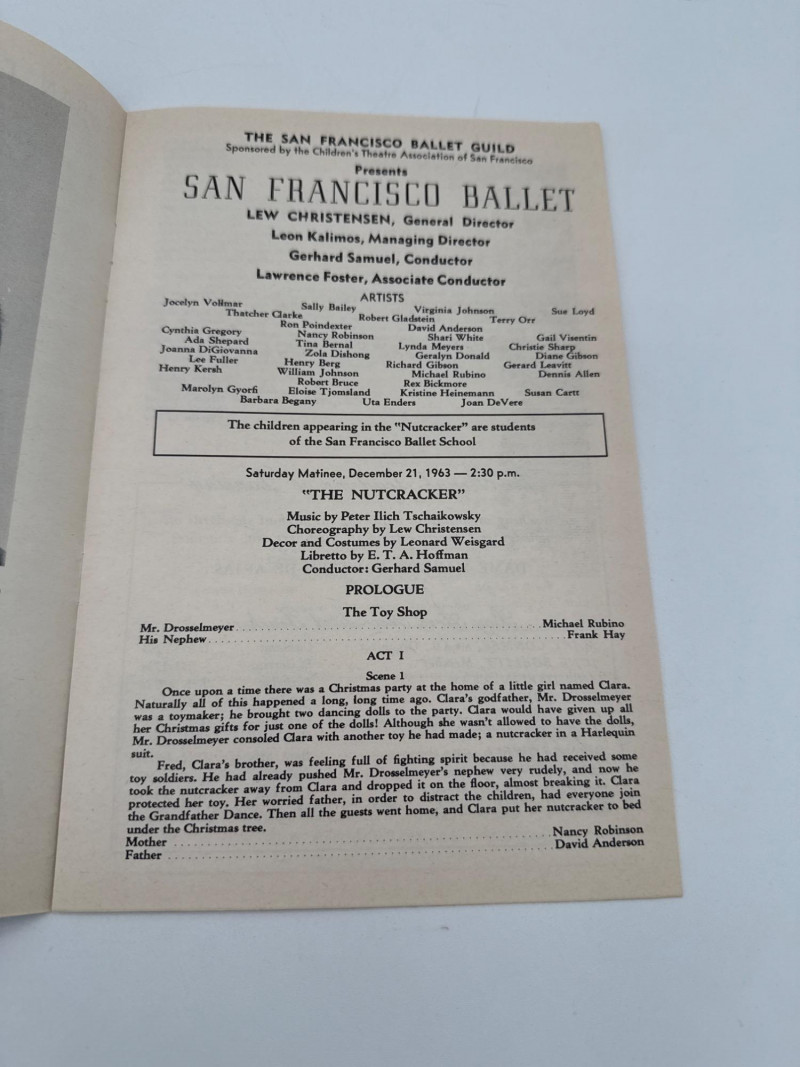 THE SAN FRANCISCO BALLET GUILD
Sponsored by the Children's Theatre Association of San Francisco
Presents
SAN FRANCISCO BALLET
LEW CHRISTENSEN, General Director
Leon Kalimos, Managing Director
Gerhard Samuel, Conductor
Lawrence Foster, Associate Conductor
ARTISTS
Jocelyn Vollmar Sally Bailey Virginia Johnson Sue Loyd
Thatcher Clarke Robert Gladstein Terry Orr
Ron Poindexter David Anderson
Cynthia Gregory Nancy Robinson Shari White Gail Visentin
Ada Shepard Tina Bernal Lynda Meyers Christie Sharp
Joanna DiGiovanna Zola Dishong Geralyn Donald Diane Gibson
Lee Fuller Henry Berg Richard Gibson Gerard Leavitt
Henry Kersh William Johnson Michael Rubino Dennis Allen
Robert Bruce Rex Bickmore
Marolyn Gyorfi Eloise Tjomsland Kristine Heinemann Susan Cartt
Barbara Begany Uta Enders Joan DeVere
The children appearing in the "Nutcracker" are students
of the San Francisco Ballet School
Saturday Matinee, December 21, 1963 — 2:30 p.m.
"THE NUTCRACKER"
Music by Peter Ilich Tschaikowsky
Choreography by Lew Christensen
Decor and Costumes by Leonard Weisgard
Libretto by E. T. A. Hoffman
Conductor: Gerhard Samuel
PROLOGUE
The Toy Shop
Mr. Drosselmeyer Michael Rubino
His Nephew Frank Hay
ACT I
Scene 1
Once upon a time there was a Christmas party at the home of a little girl named Clara.
Naturally all of this happened a long, long time ago. Clara's godfather, Mr. Drosselmeyer
was a toymaker; he brought two dancing dolls to the party. Clara would have given up all
her Christmas gifts for just one of the dolls! Although she wasn't allowed to have the dolls,
Mr. Drosselmeyer consoled Clara with another toy he had made; a nutcracker in a Harlequin
suit.
Fred, Clara's brother, was feeling full of fighting spirit because he had received some
toy soldiers. He had already pushed Mr. Drosselmeyer's nephew very rudely, and now he
took the nutcracker away from Clara and dropped it on the floor, almost breaking it. Clara
protected her toy. Her worried father, in order to distract the children, had everyone join
the Grandfather Dance. Then all the guests went home, and Clara put her nutcracker to bed
under the Christmas tree.
Mother Nancy Robinson
Father David Anderson